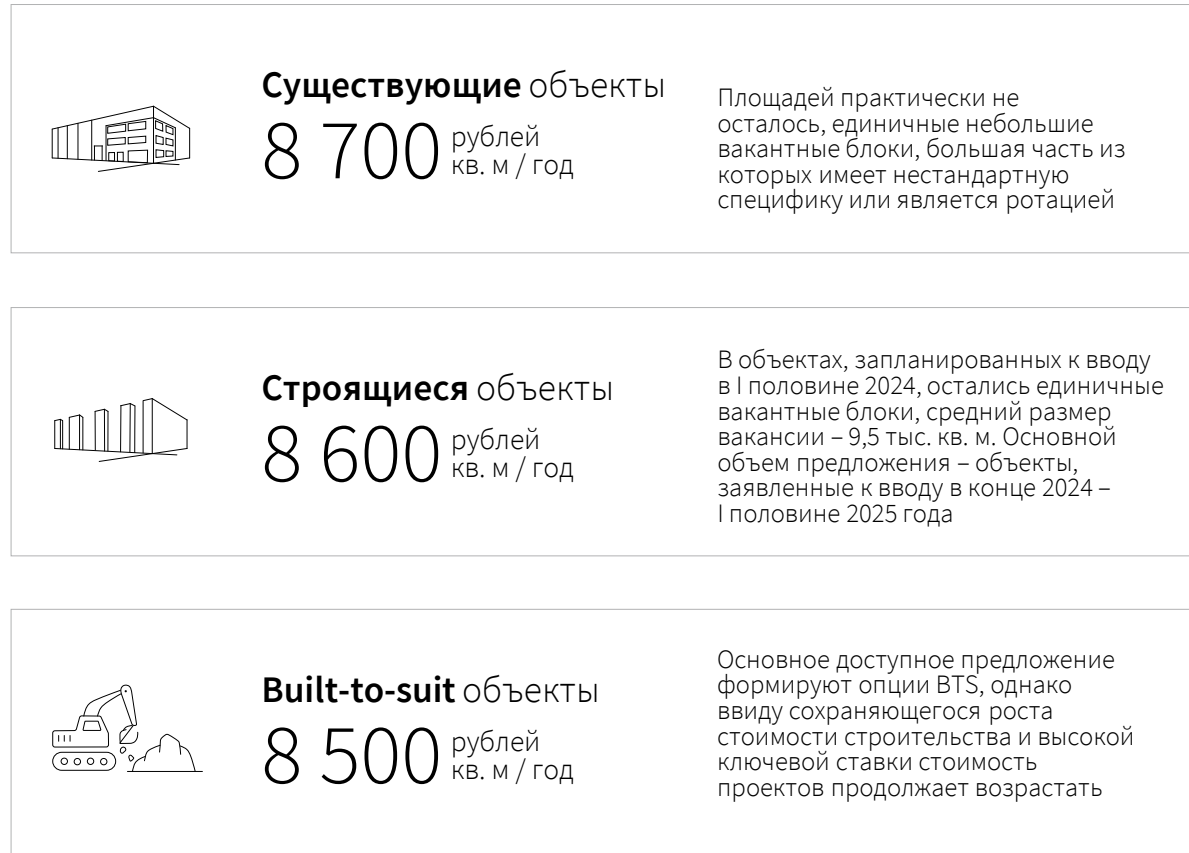 Существующие объекты
8 700 рублей
кв. м / год
Площадей практически не
осталось, единичные небольшие
вакантные блоки, большая часть из
которых имеет нестандартную
специфику или является ротацией
Строящиеся объекты
8 600 рублей
кв. м / год
В объектах, запланированных к вводу
в I половине 2024, остались единичные
вакантные блоки, средний размер
вакансии – 9,5 тыс. кв. м. Основной
объем предложения – объекты,
заявленные к вводу в конце 2024 –
I половине 2025 года
Built-to-suit объекты
8 500 рублей
кв. м / год
Основное доступное предложение
формируют опции BTS, однако
ввиду сохраняющегося роста
стоимости строительства и высокой
ключевой ставки стоимость
проектов продолжает возрастать